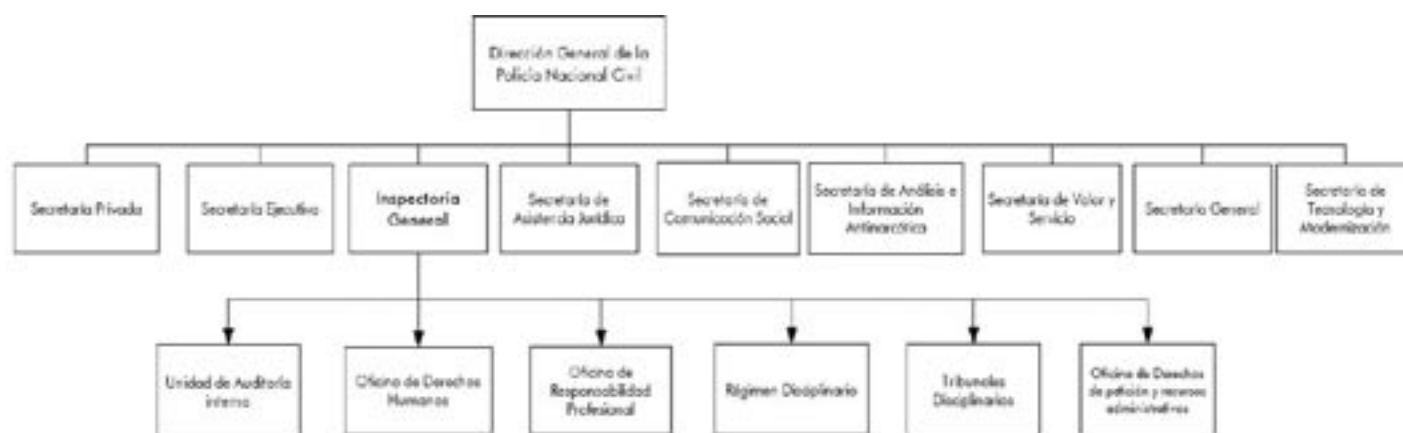 Dirección General de la
Policía Nacional Civil
Secretaría Privada
Secretaría Ejecutiva
Inspectoría
General
Secretaría de
Asistencia Jurídica
Secretaría de
Comunicación Social
Secretaría de Análisis e
Información
Antinarcótica
Secretaría de Valor y
Servicio
Secretaría General
Secretaría de
Tecnología y
Modernización
Unidad de Auditoría
interna
Oficina de Derechos
Humanos
Oficina de
Responsabilidad
Profesional
Régimen Disciplinario
Tribunales
Disciplinarios
Oficina de Derechos
de petición y recursos
administrativos